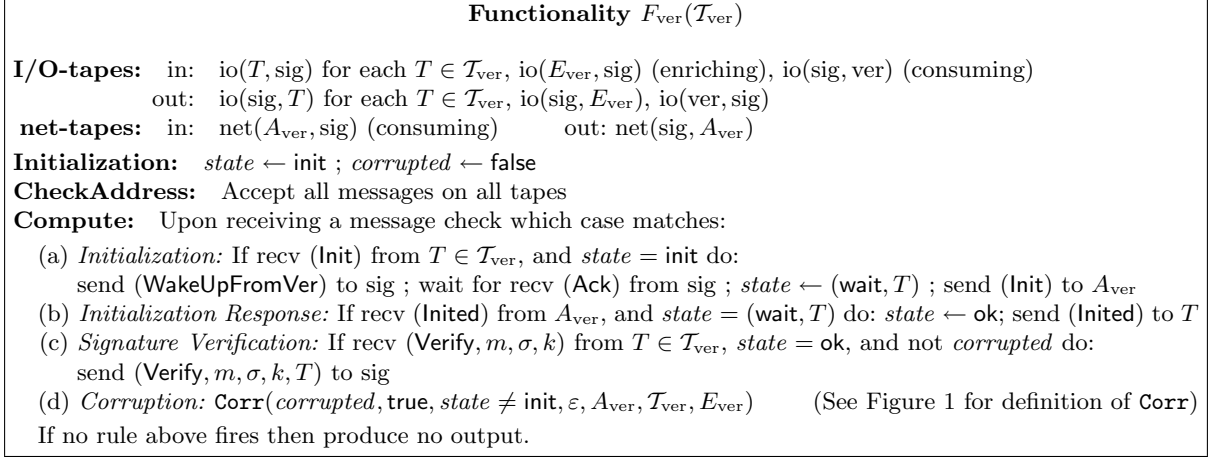 Functionality F_ver(𝒯_ver)
I/O-tapes: in: io(T, sig) for each T ∈ 𝒯_ver, io(E_ver, sig) (enriching), io(sig, ver) (consuming)
out: io(sig, T) for each T ∈ 𝒯_ver, io(sig, E_ver), io(ver, sig)
net-tapes: in: net(A_ver, sig) (consuming) out: net(sig, A_ver)
Initialization: state ← init ; corrupted ← false
CheckAddress: Accept all messages on all tapes
Compute: Upon receiving a message check which case matches:
(a) Initialization: If recv (Init) from T ∈ 𝒯_ver, and state = init do:
send (WakeUpFromVer) to sig ; wait for recv (Ack) from sig ; state ← (wait, T) ; send (Init) to A_ver
(b) Initialization Response: If recv (Inited) from A_ver, and state = (wait, T) do: state ← ok; send (Inited) to T
(c) Signature Verification: If recv (Verify, m, σ, k) from T ∈ 𝒯_ver, state = ok, and not corrupted do:
send (Verify, m, σ, k, T) to sig
(d) Corruption: Corr(corrupted, true, state ≠ init, ε, A_ver, 𝒯_ver, E_ver) (See Figure 1 for definition of Corr)
If no rule above fires then produce no output.